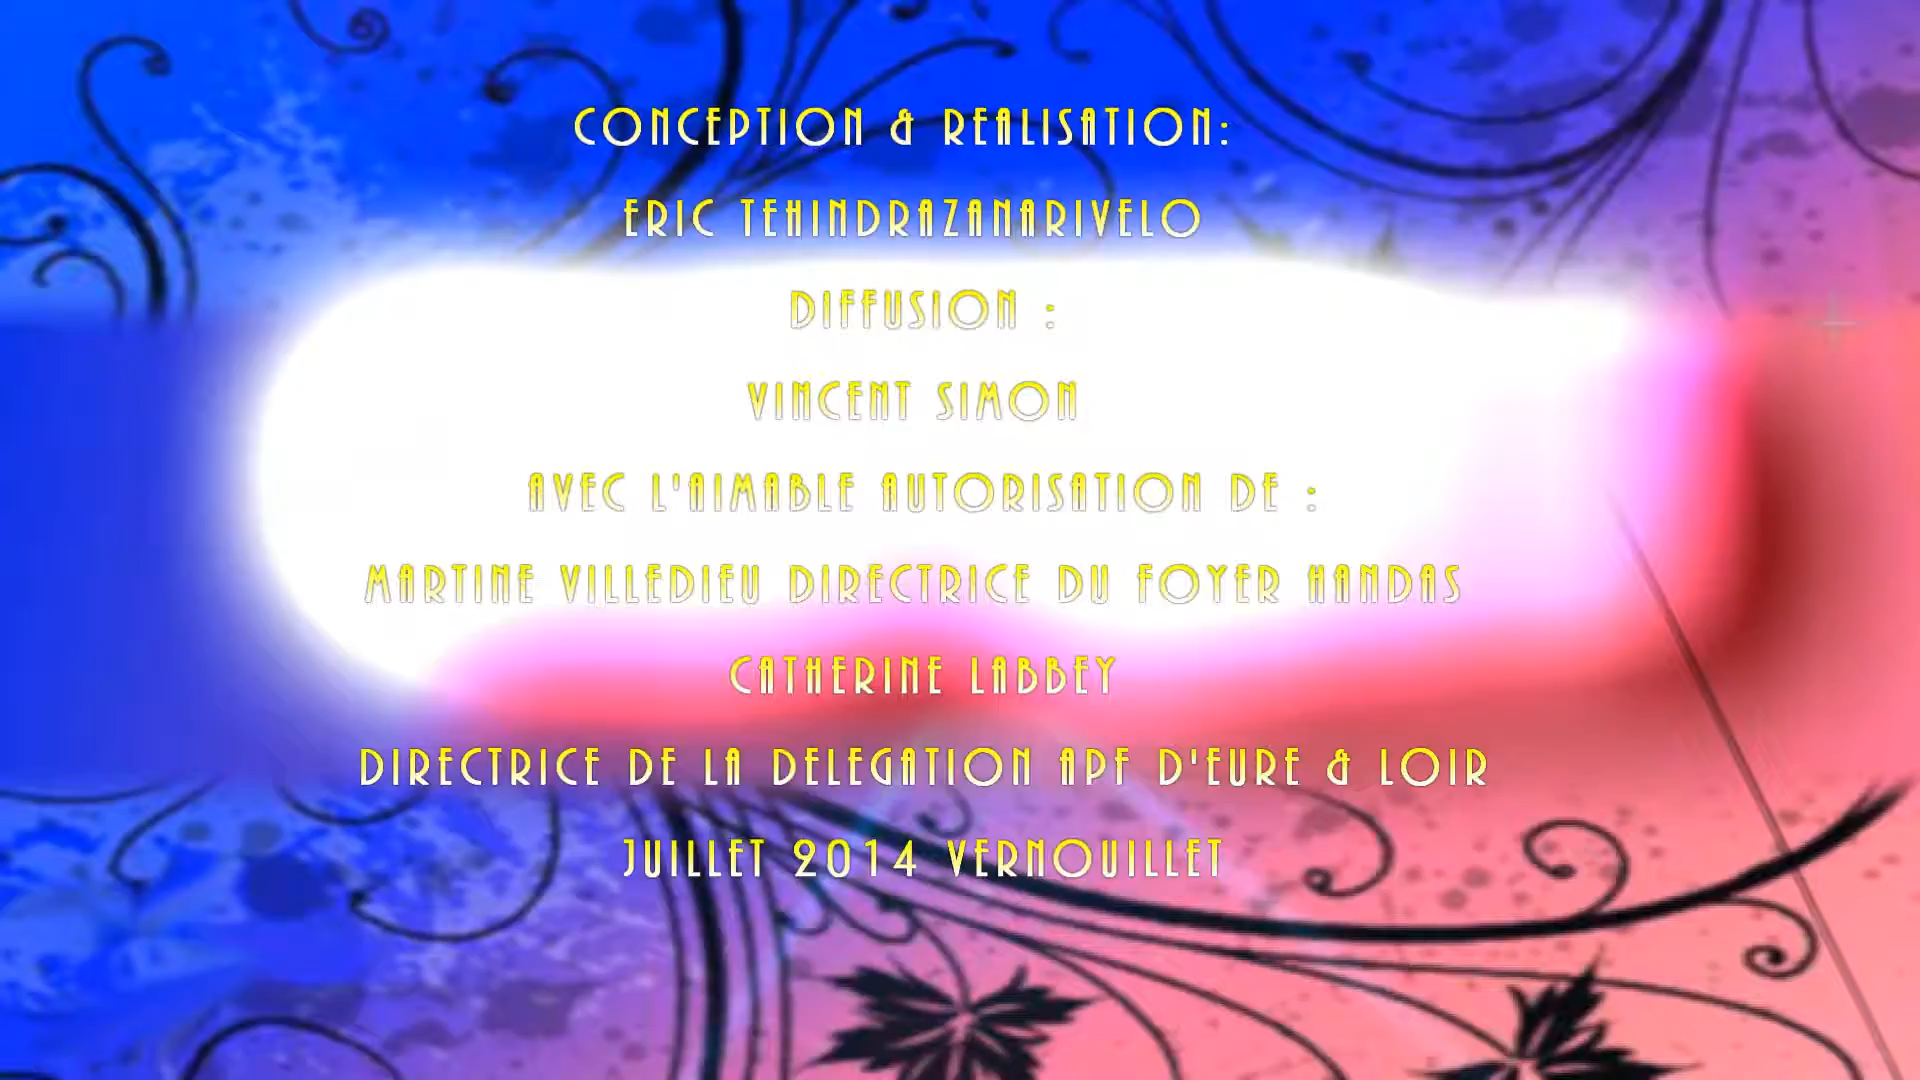 CONCEPTION & REALISATION:
ERIC TEHINDRAZANARIVELO
DIFFUSION :
VINCENT SIMON
AVEC L'AIMABLE AUTORISATION DE :
MARTINE VILLEDIEU DIRECTRICE DU FOYER HANDAS
CATHERINE LABBEY
DIRECTRICE DE LA DELEGATION APF D'EURE & LOIR
JUILLET 2014 VERNOUILLET